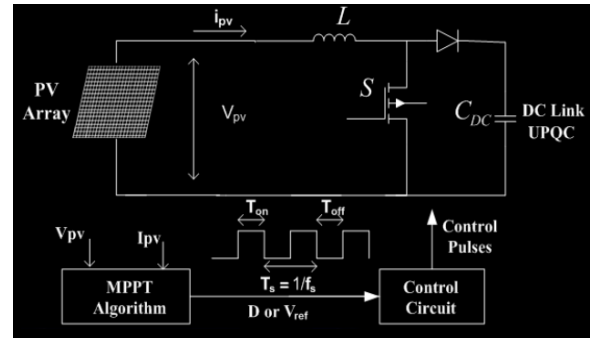 i_pv
L
PV
Array
V_pv
S
C_DC
DC Link
UPQC
T_on
T_off
Control
Pulses
Vpv
Ipv
MPPT
Algorithm
T_s = 1/f_s
D or V_ref
Control
Circuit